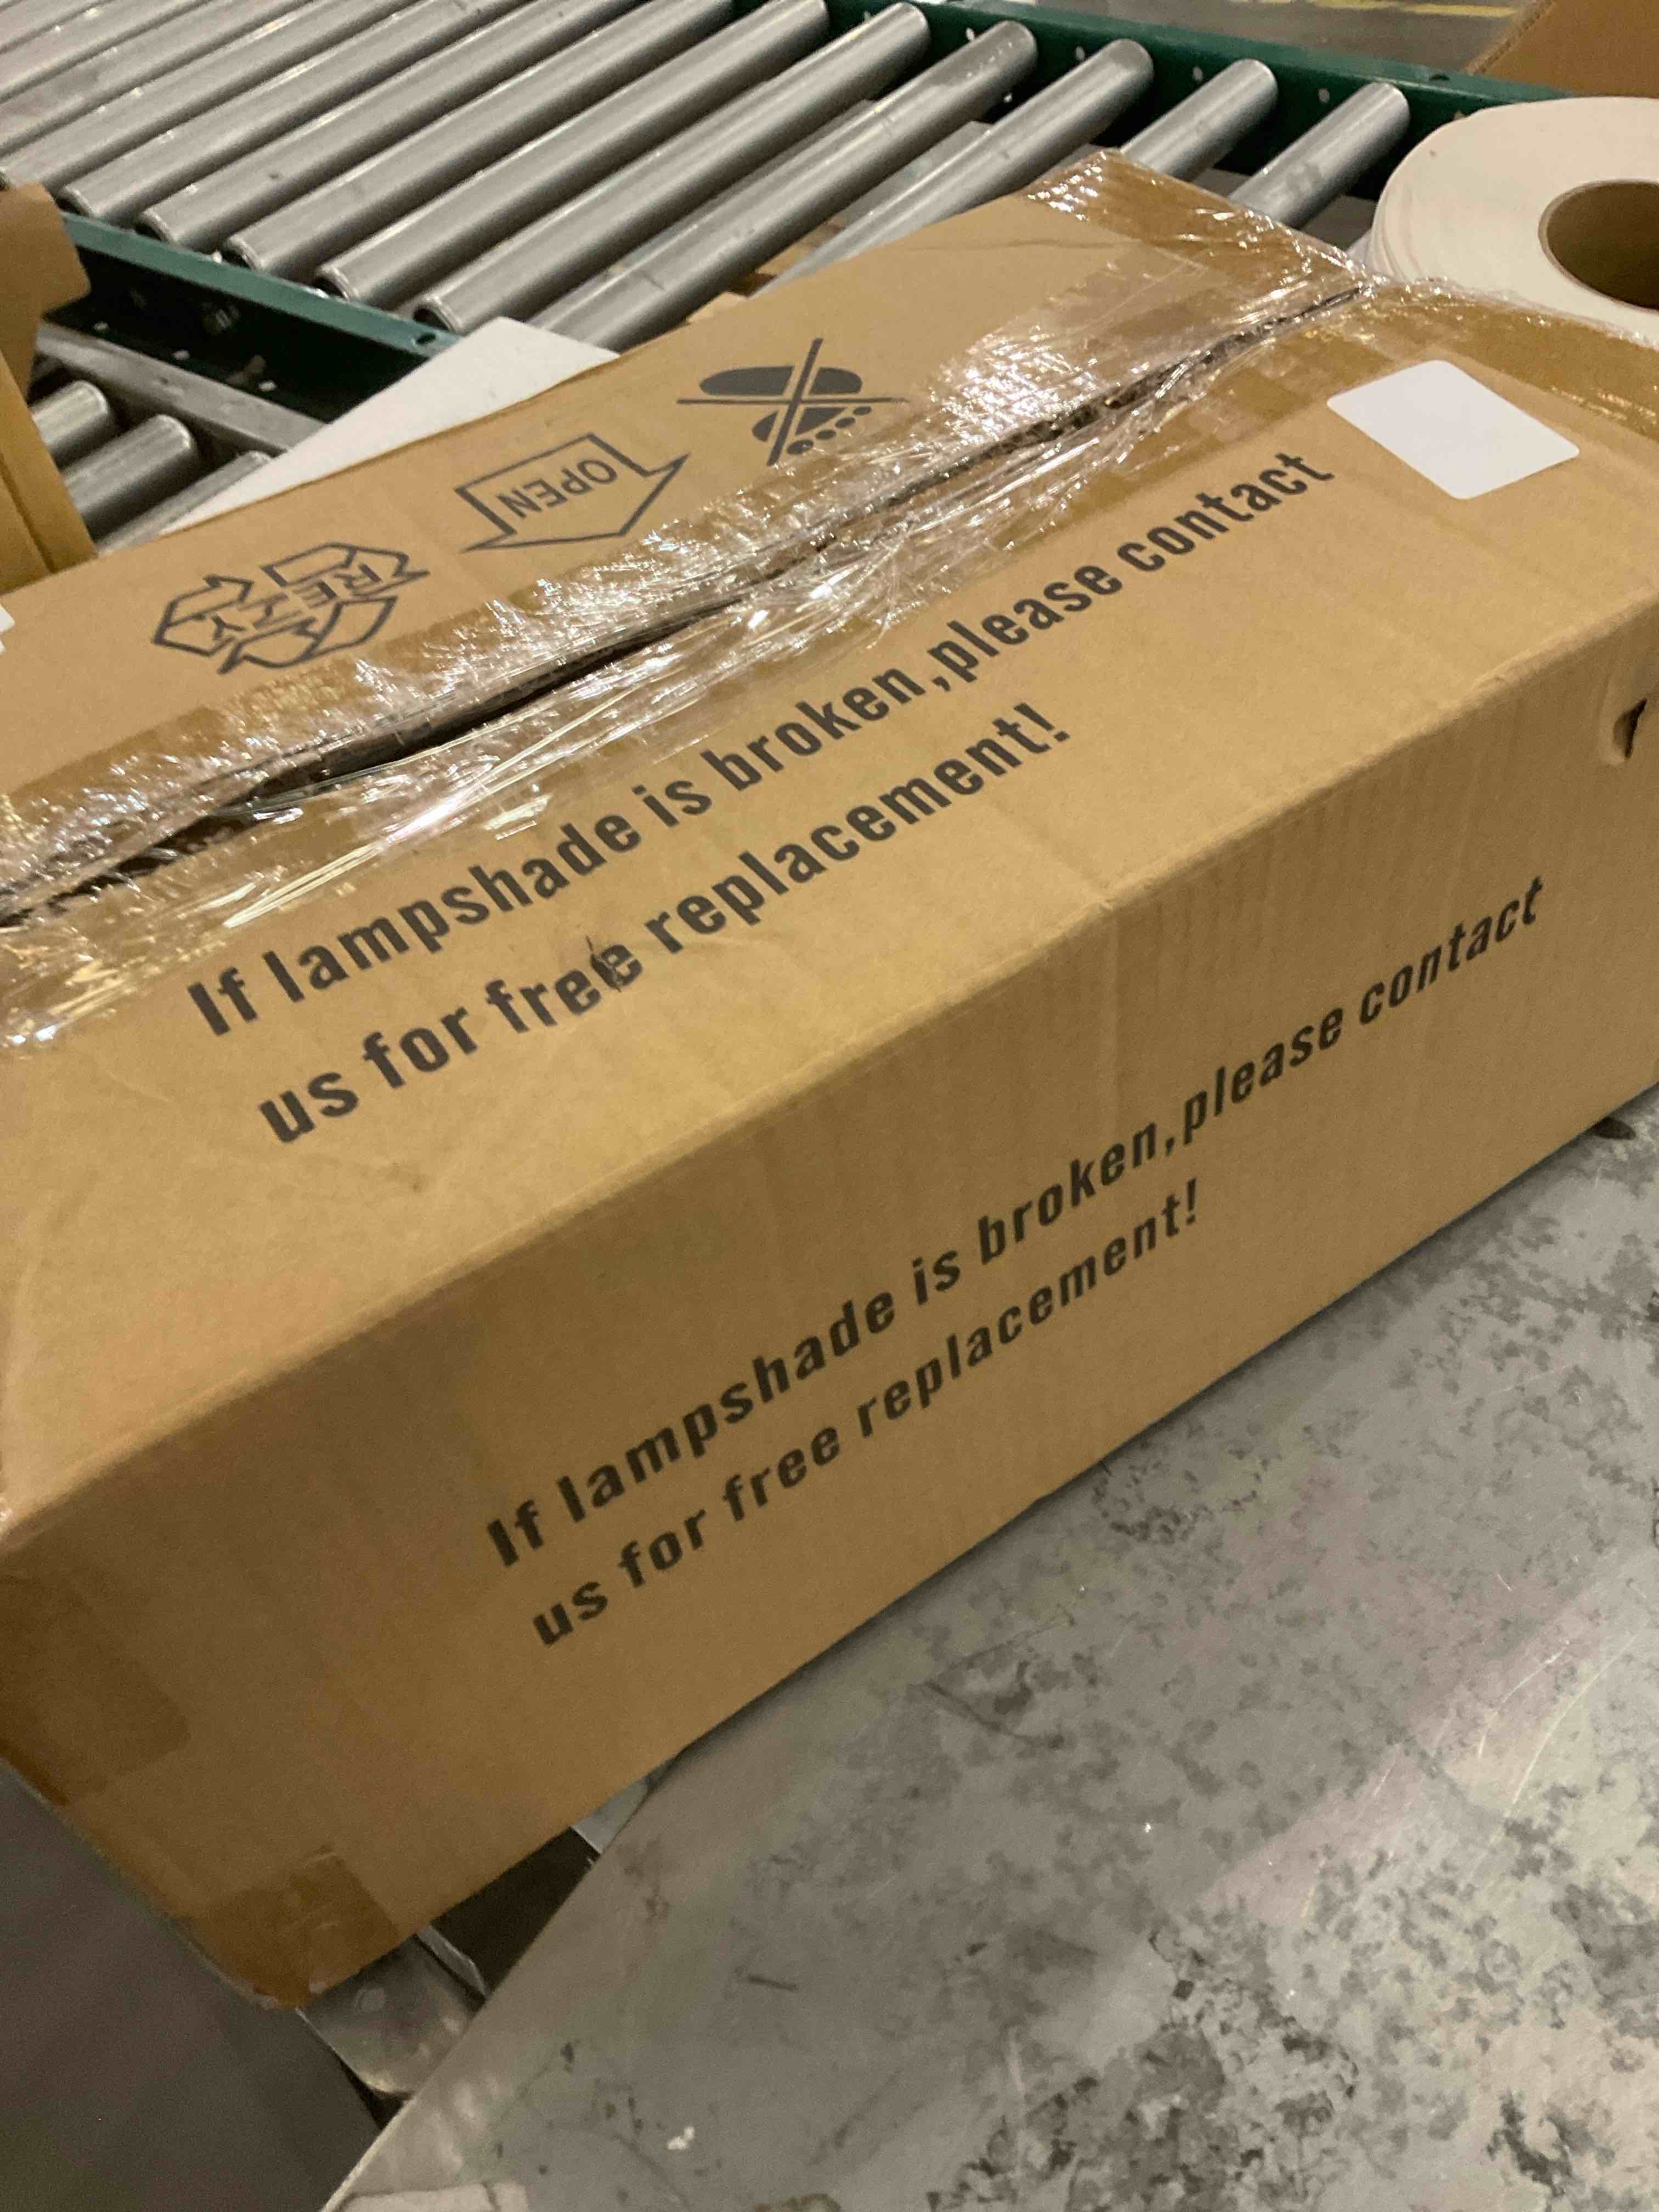 OPEN
If lampshade is broken,please contact
us for free replacement!
If lampshade is broken,please contact
us for free replacement!